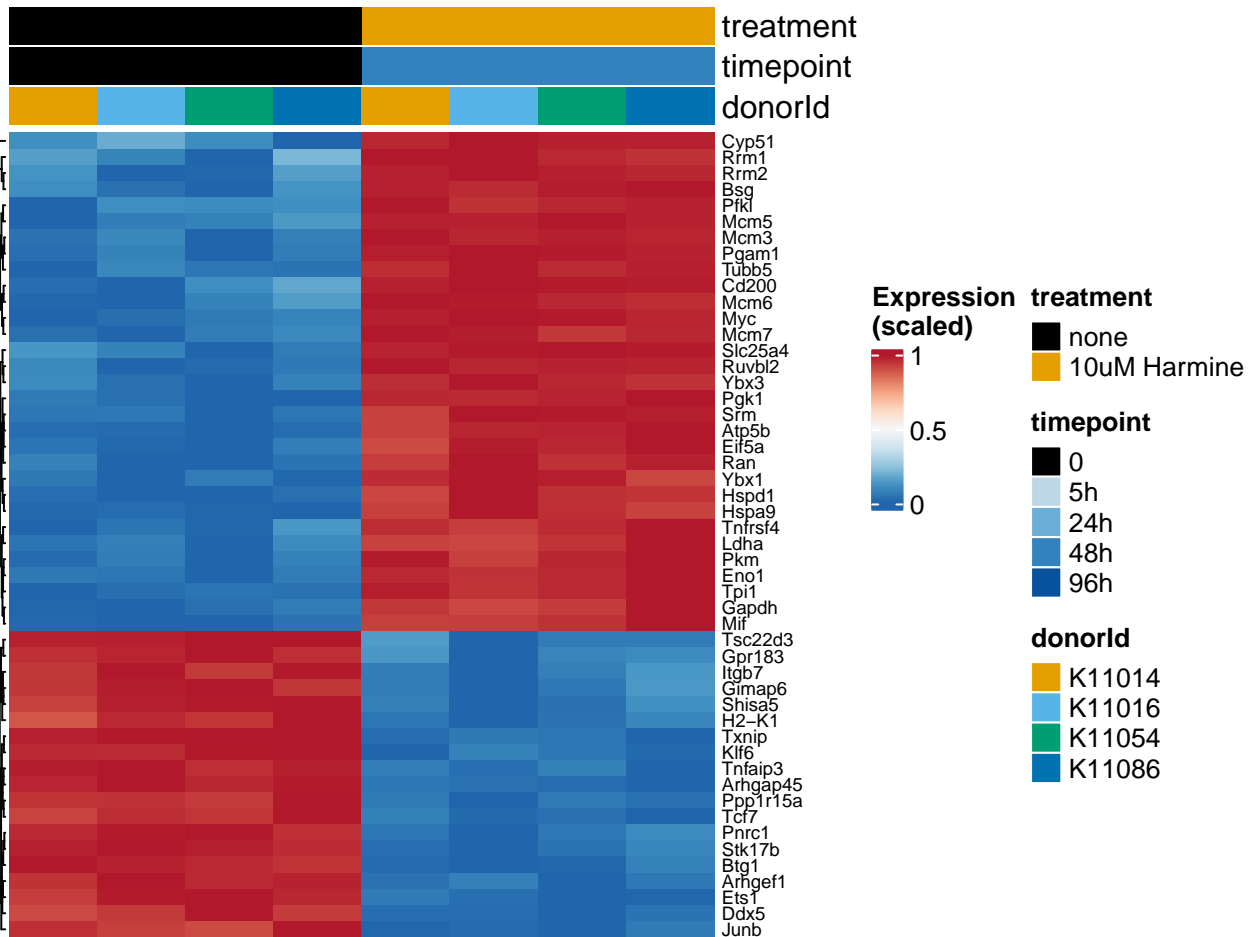 treatment
timepoint
donorId
Cyp51
Rrm1
Rrm2
Bsg
Pfkl
Mcm5
Mcm3
Pgam1
Tubb5
Cd200
Mcm6
Myc
Mcm7
Slc25a4
Ruvbl2
Ybx3
Pgk1
Srm
Atp5b
Eif5a
Ran
Ybx1
Hspd1
Hspa9
Tnfrsf4
Ldha
Pkm
Eno1
Tpi1
Gapdh
Mif
Tsc22d3
Gpr183
Itgb7
Gimap6
Shisa5
H2−K1
Txnip
Klf6
Tnfaip3
Arhgap45
Ppp1r15a
Tcf7
Pnrc1
Stk17b
Btg1
Arhgef1
Ets1
Ddx5
Junb
Expression
(scaled)
1
0.5
0
treatment
none
10uM Harmine
timepoint
0
5h
24h
48h
96h
donorId
K11014
K11016
K11054
K11086